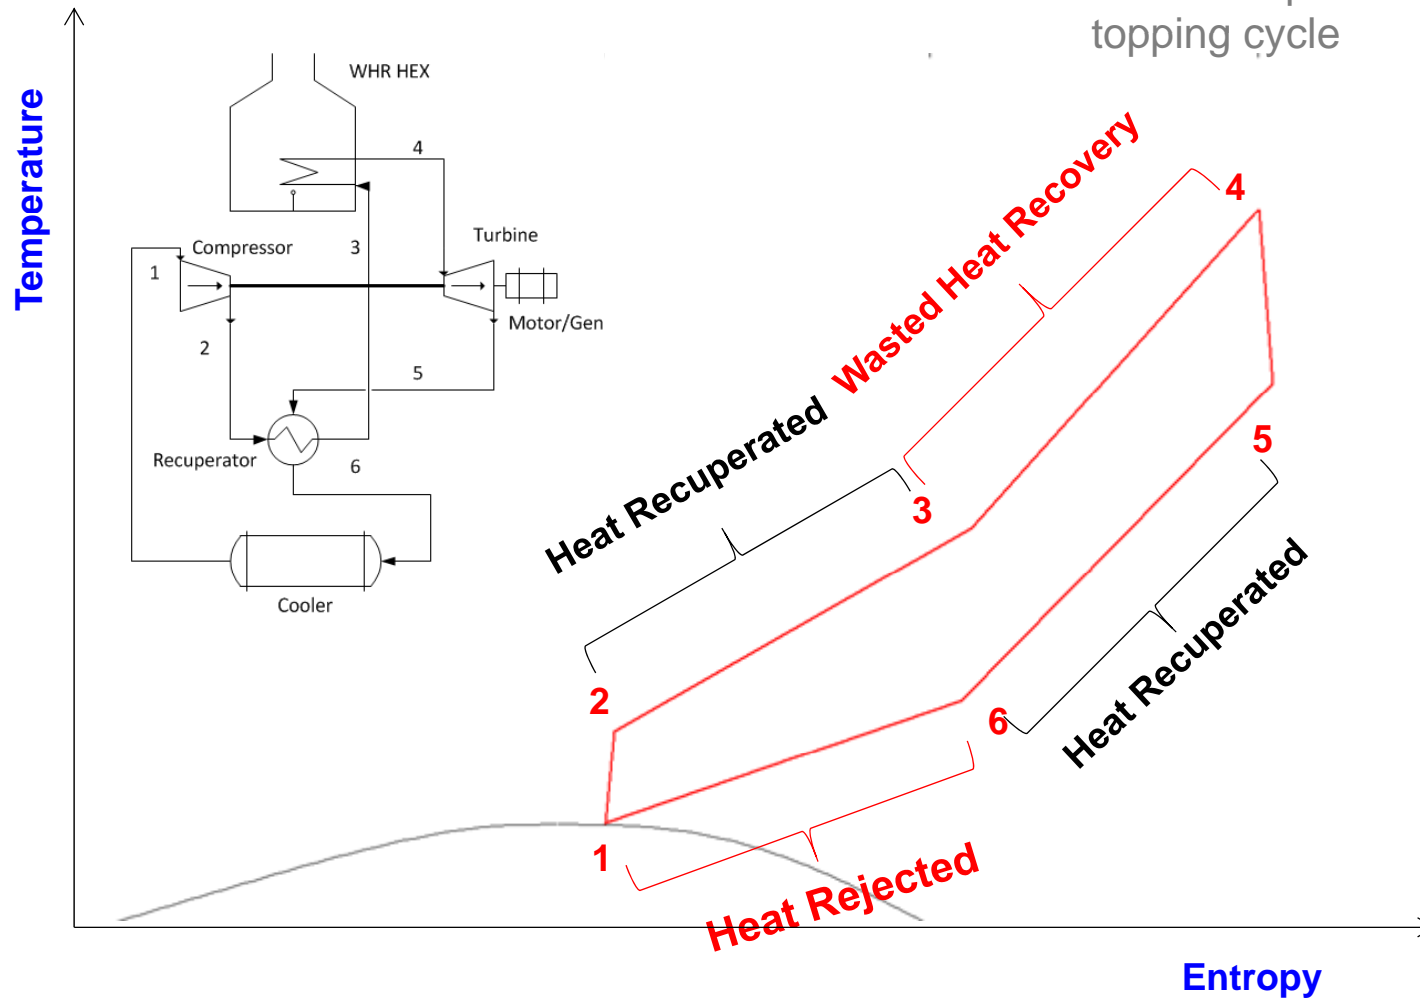 topping cycle
Temperature
WHR HEX
4
Compressor
3
Turbine
1
Motor/Gen
2
5
Recuperator
6
Cooler
Wasted Heat Recovery
4
Heat Recuperated
3
5
2
6
Heat Recuperated
1
Heat Rejected
Entropy